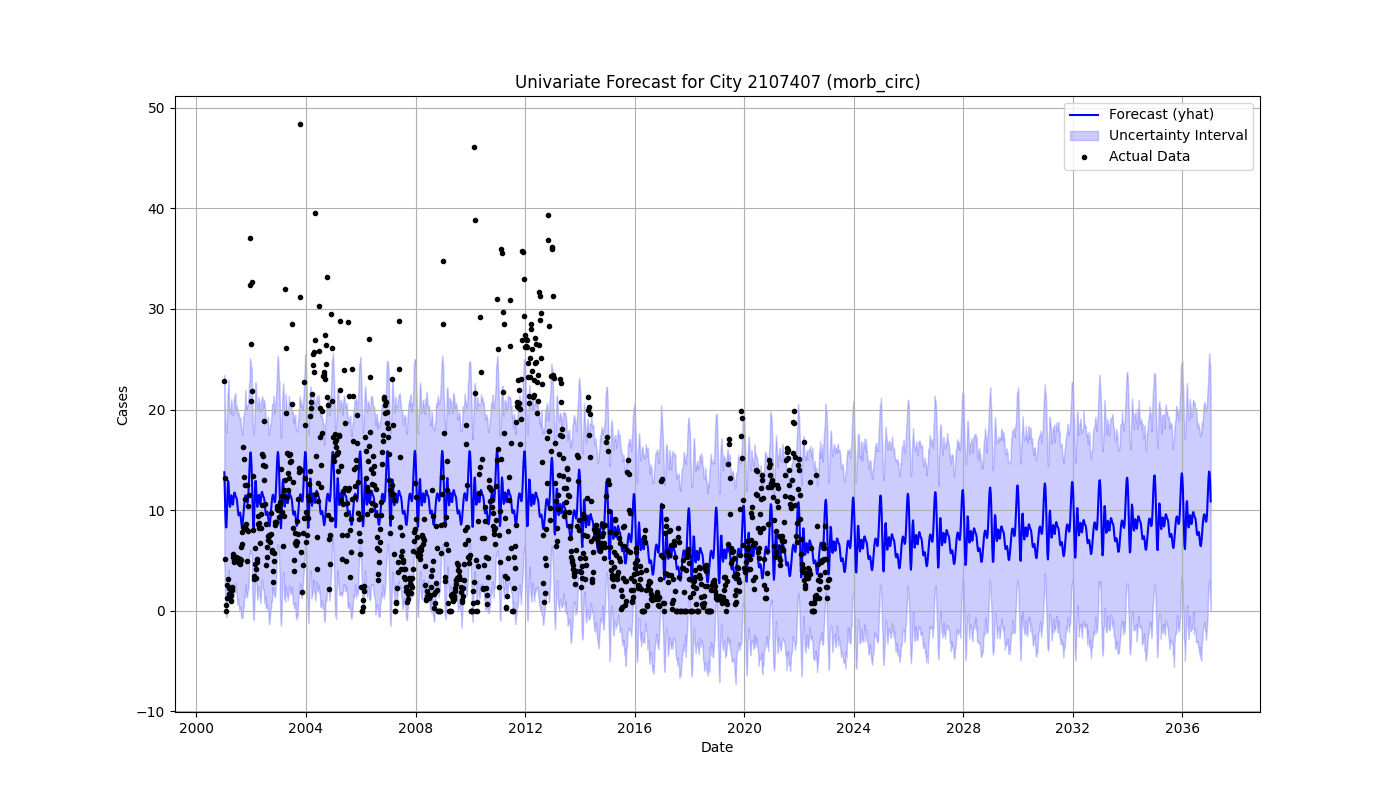 Univariate Forecast for City 2107407 (morb_circ)
Forecast (yhat)
Uncertainty Interval
Actual Data
Cases
50
40
30
20
10
0
−10
2000 2004 2008 2012 2016 2020 2024 2028 2032 2036
Date